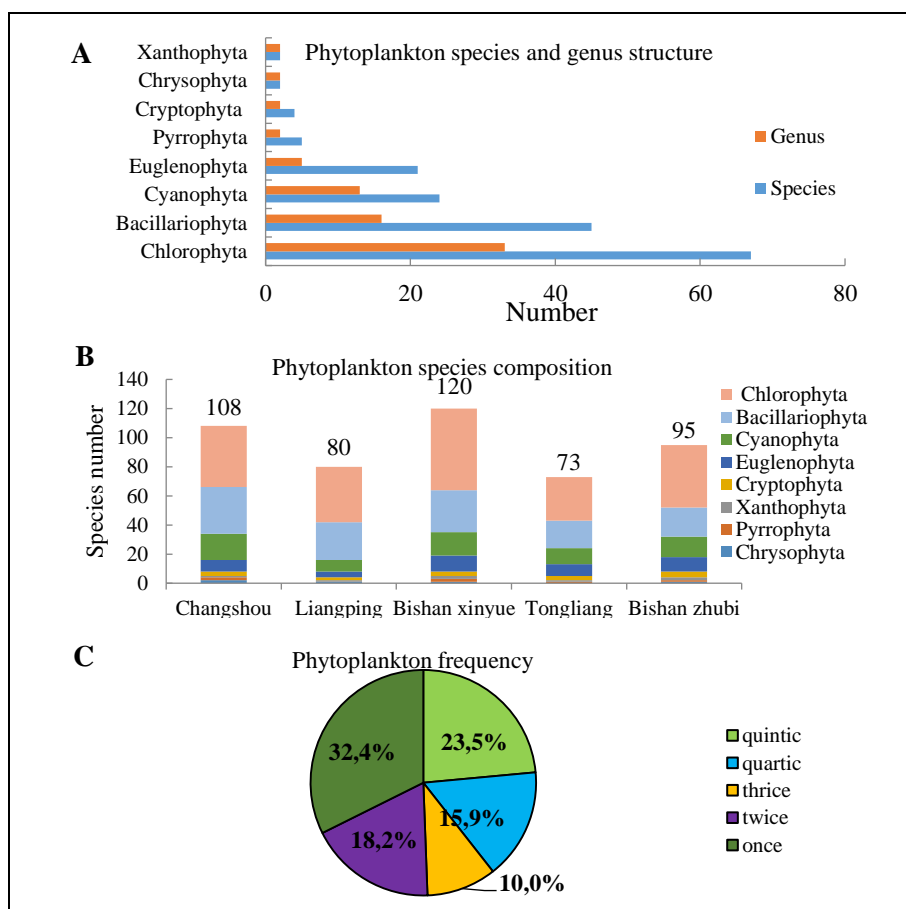 A
Phytoplankton species and genus structure
Xanthophyta
Chrysophyta
Cryptophyta
Pyrrophyta
Euglenophyta
Cyanophyta
Bacillariophyta
Chlorophyta
Genus
Species
0 20 40 60 80
Number
B
Phytoplankton species composition
Species number
140
120
100
80
60
40
20
0
108
80
120
73
95
Changshou Liangping Bishan xinyue Tongliang Bishan zhubi
Chlorophyta
Bacillariophyta
Cyanophyta
Euglenophyta
Cryptophyta
Xanthophyta
Pyrrophyta
Chrysophyta
C
Phytoplankton frequency
32,4%
23,5%
15,9%
18,2%
10,0%
quintic
quartic
thrice
twice
once